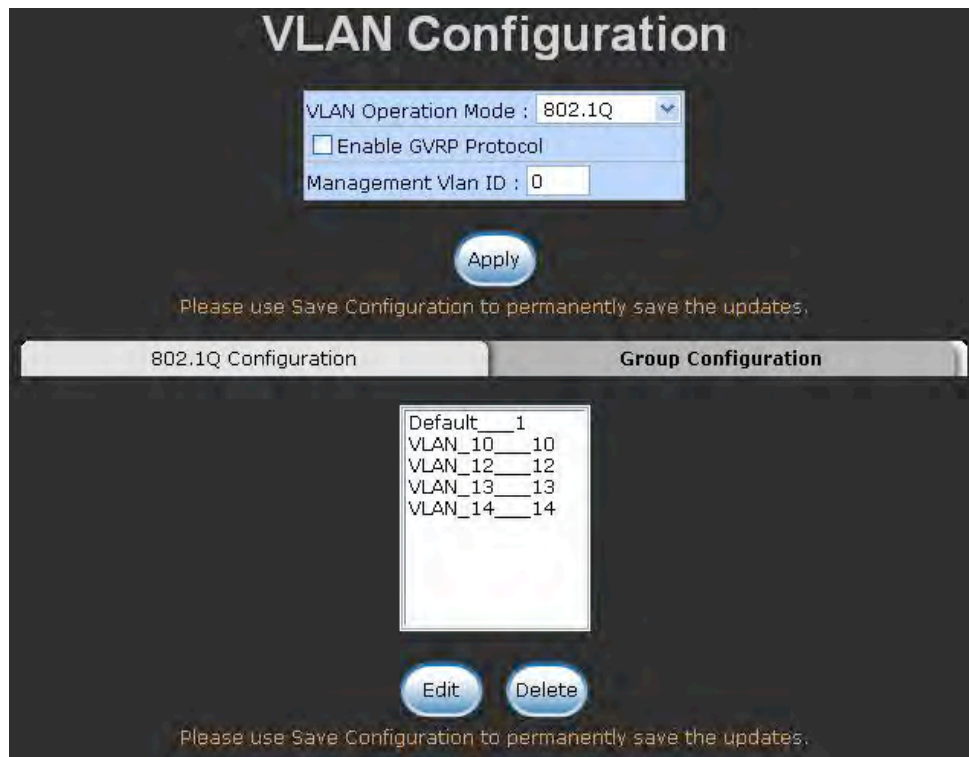 VLAN Configuration
VLAN Operation Mode : 802.1Q
Enable GVRP Protocol
Management Vlan ID : 0
Apply
Please use Save Configuration to permanently save the updates.
802.1Q Configuration Group Configuration
Default___1
VLAN_10___10
VLAN_12___12
VLAN_13___13
VLAN_14___14
Edit Delete
Please use Save Configuration to permanently save the updates.